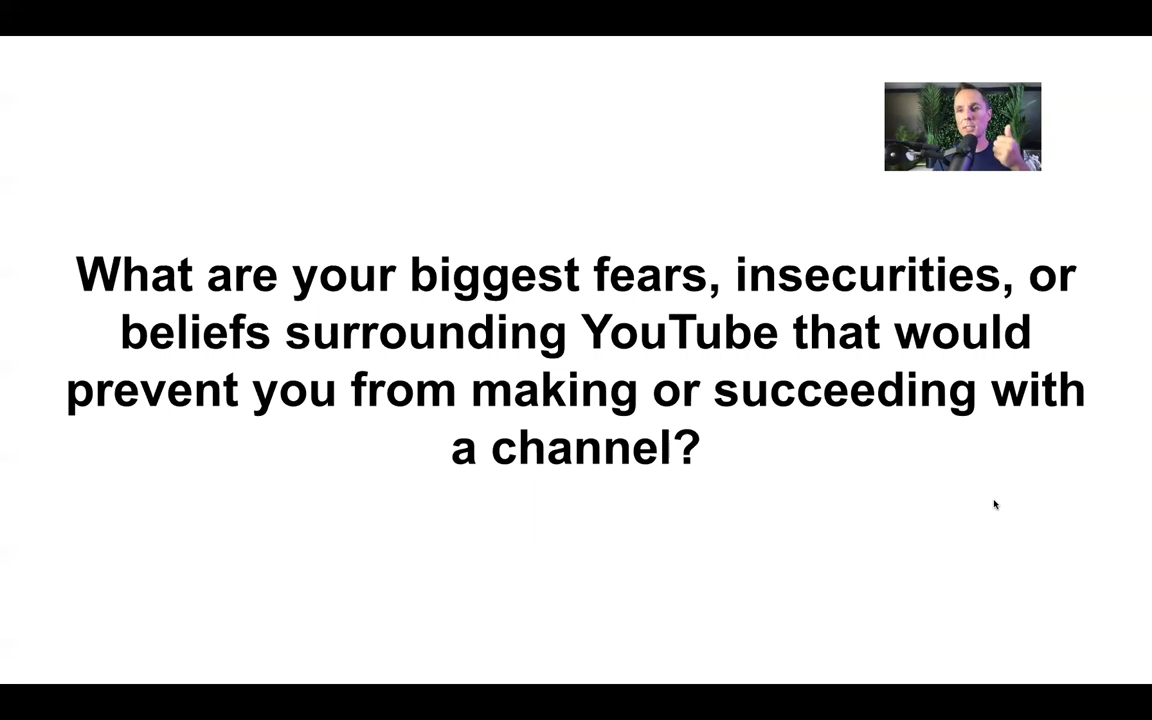 What are your biggest fears, insecurities, or
beliefs surrounding YouTube that would
prevent you from making or succeeding with
a channel?